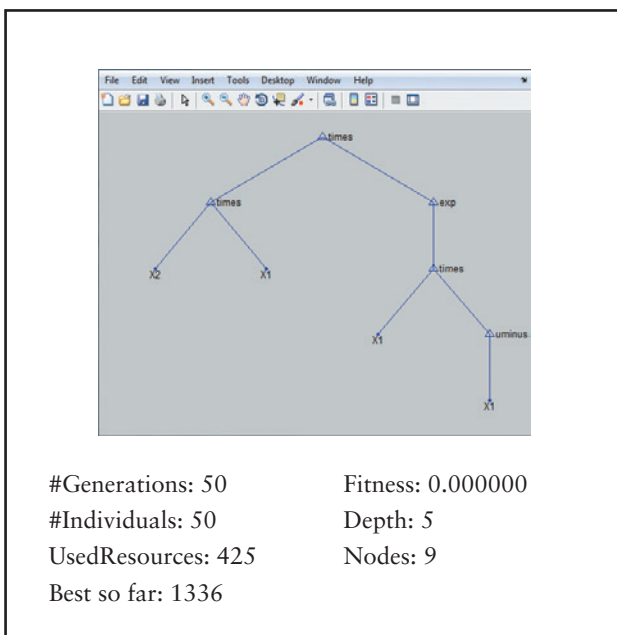 File Edit View Insert Tools Desktop Window Help
times
times
exp
X2
X1
times
X1
uminus
X1
#Generations: 50
#Individuals: 50
UsedResources: 425
Best so far: 1336
Fitness: 0.000000
Depth: 5
Nodes: 9